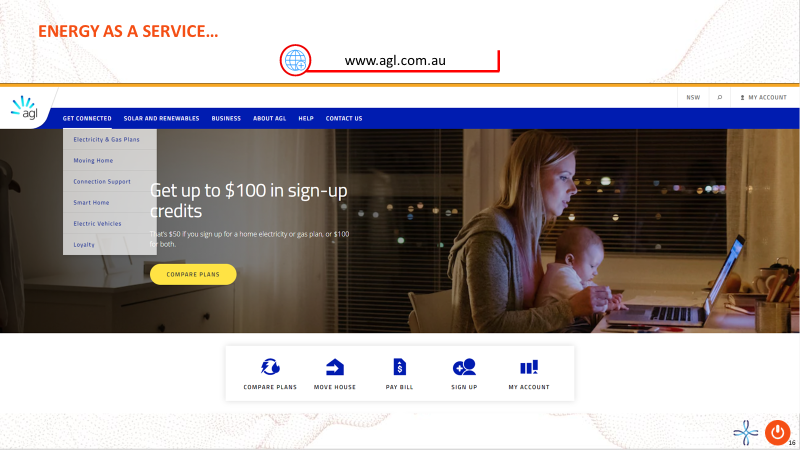 ENERGY AS A SERVICE...
www.agl.com.au
agl
NSW
MY ACCOUNT
GET CONNECTED SOLAR AND RENEWABLES BUSINESS ABOUT AGL HELP CONTACT US
Electricity & Gas Plans
Moving Home
Connection Support
Smart Home
Electric Vehicles
Loyalty
Get up to $100 in sign-up
credits
That's $50 if you sign up for a home electricity or gas plan, or $100
for both.
COMPARE PLANS
COMPARE PLANS MOVE HOUSE PAY BILL SIGN UP MY ACCOUNT
16